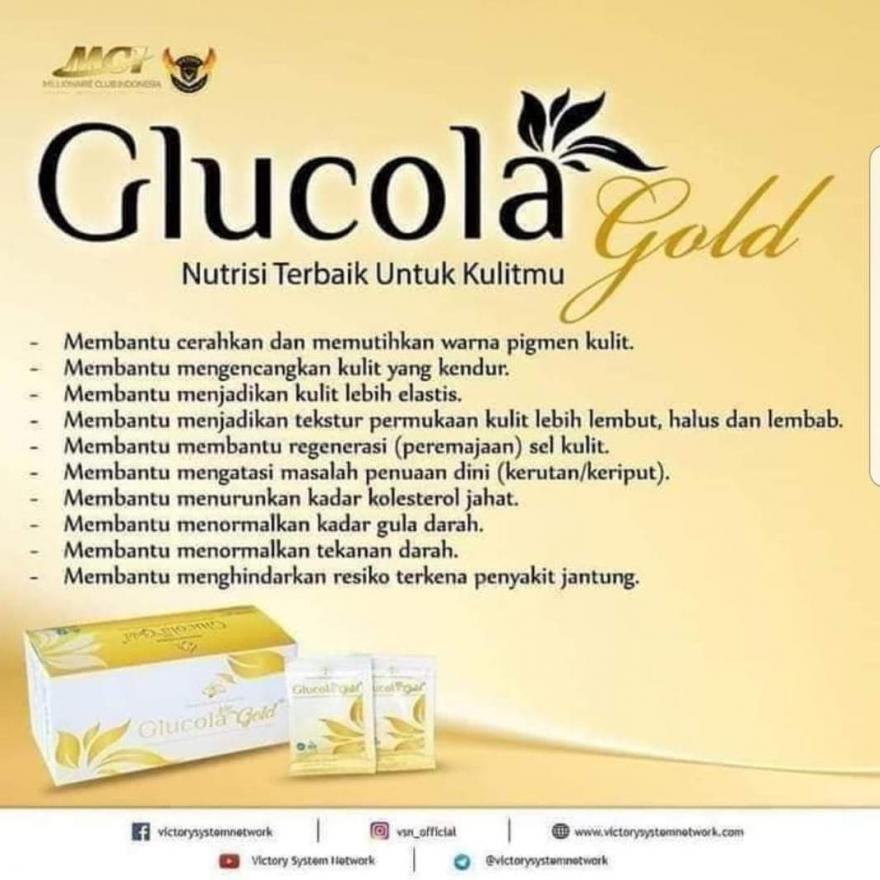 MCI
MILLIONAIRE CLUB INDONESIA
Glucola
Gold
Nutrisi Terbaik Untuk Kulitmu
- Membantu cerahkan dan memutihkan warna pigmen kulit.
- Membantu mengencangkan kulit yang kendur.
- Membantu menjadikan kulit lebih elastis.
- Membantu menjadikan tekstur permukaan kulit lebih lembut, halus dan lembab.
- Membantu membantu regenerasi (peremajaan) sel kulit.
- Membantu mengatasi masalah penuaan dini (kerutan/keriput).
- Membantu menurunkan kadar kolesterol jahat.
- Membantu menormalkan kadar gula darah.
- Membantu menormalkan tekanan darah.
- Membantu menghindarkan resiko terkena penyakit jantung.
Glucola Gold
Glucola Gold
Glucola Gold
victorysystemnetwork
vsn_official
www.victorysystemnetwork.com
Victory System Network
@victorysystemnetwork